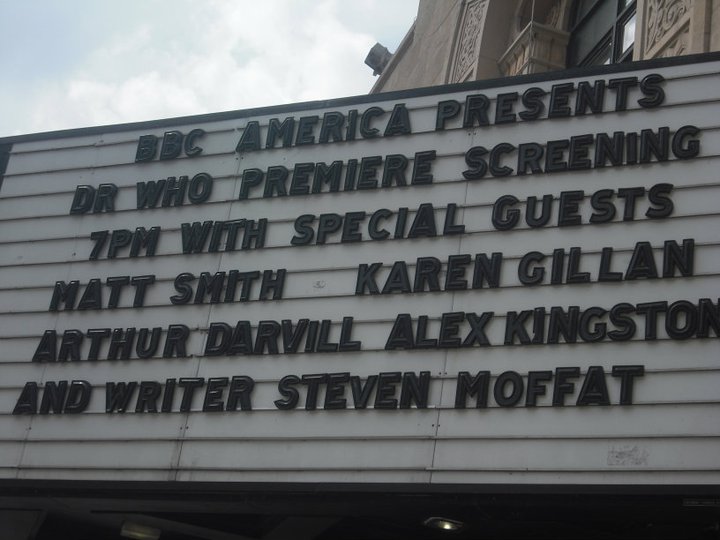 BBC AMERICA PRESENTS
DR WHO PREMIERE SCREENING
7PM WITH SPECIAL GUESTS
MATT SMITH KAREN GILLAN
ARTHUR DARVILL ALEX KINGSTON
AND WRITER STEVEN MOFFAT